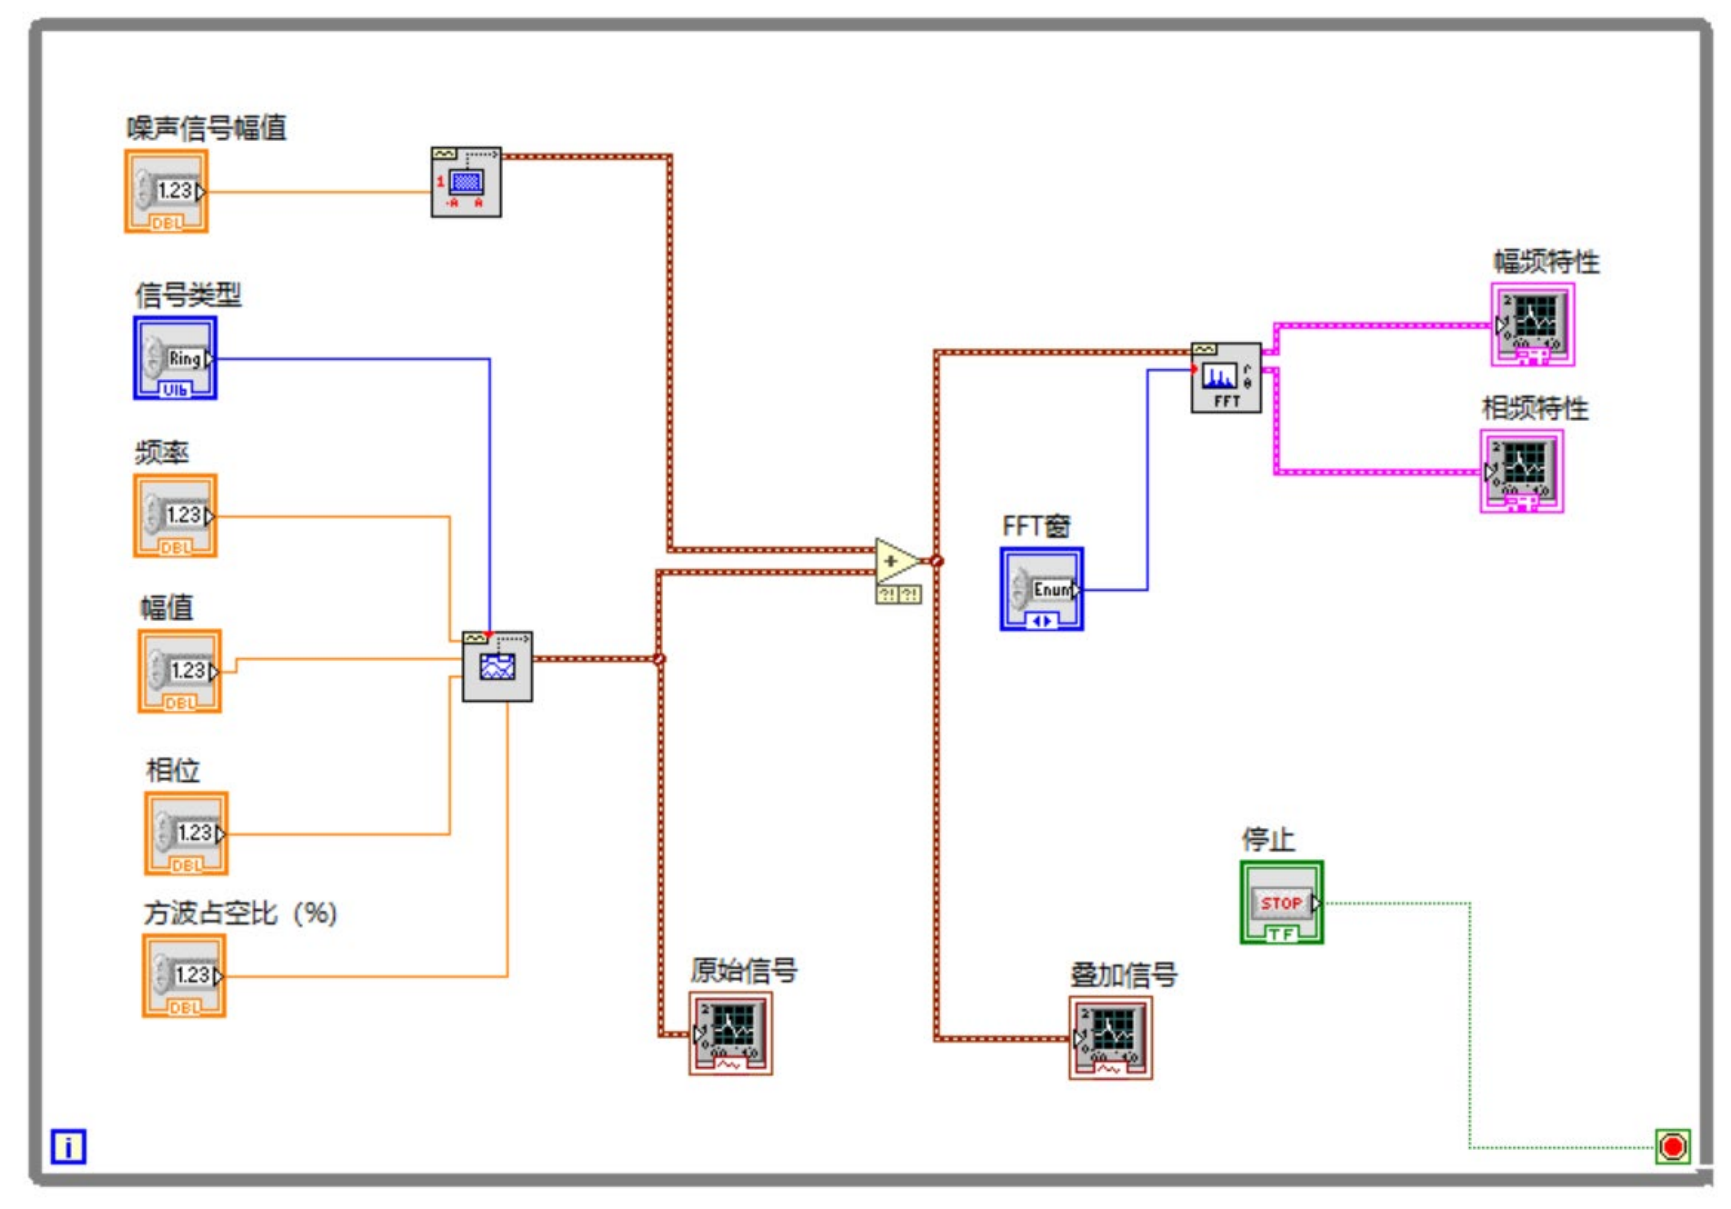 噪声信号幅值
1.23
DBL
1
-A A
信号类型
Ring
U16
频率
1.23
DBL
幅值
1.23
DBL
相位
1.23
DBL
方波占空比（%）
1.23
DBL
+
?! ?!
原始信号
叠加信号
FFT窗
Enum
FFT
r
θ
幅频特性
相频特性
停止
STOP
TF
i